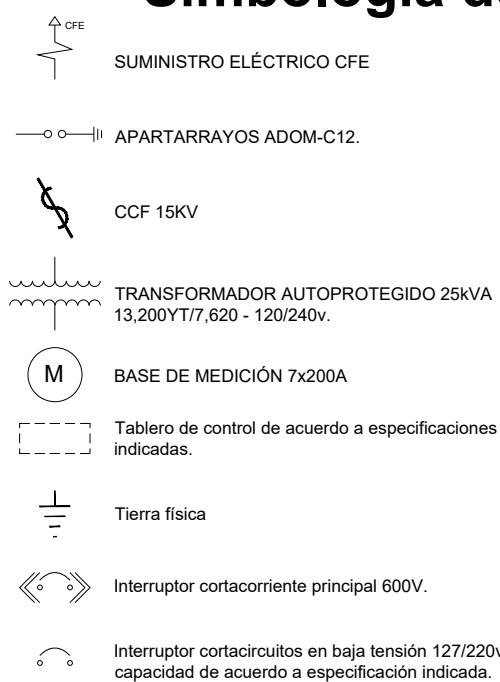 CFE
SUMINISTRO ELÉCTRICO CFE
APARTARRAYOS ADOM-C12.
CCF 15KV
TRANSFORMADOR AUTOPROTEGIDO 25kVA
13,200YT/7,620 - 120/240v.
M
BASE DE MEDICIÓN 7x200A
Tablero de control de acuerdo a especificaciones
indicadas.
Tierra física
Interruptor cortacorriente principal 600V.
Interruptor cortacircuitos en baja tensión 127/220v
capacidad de acuerdo a especificación indicada.